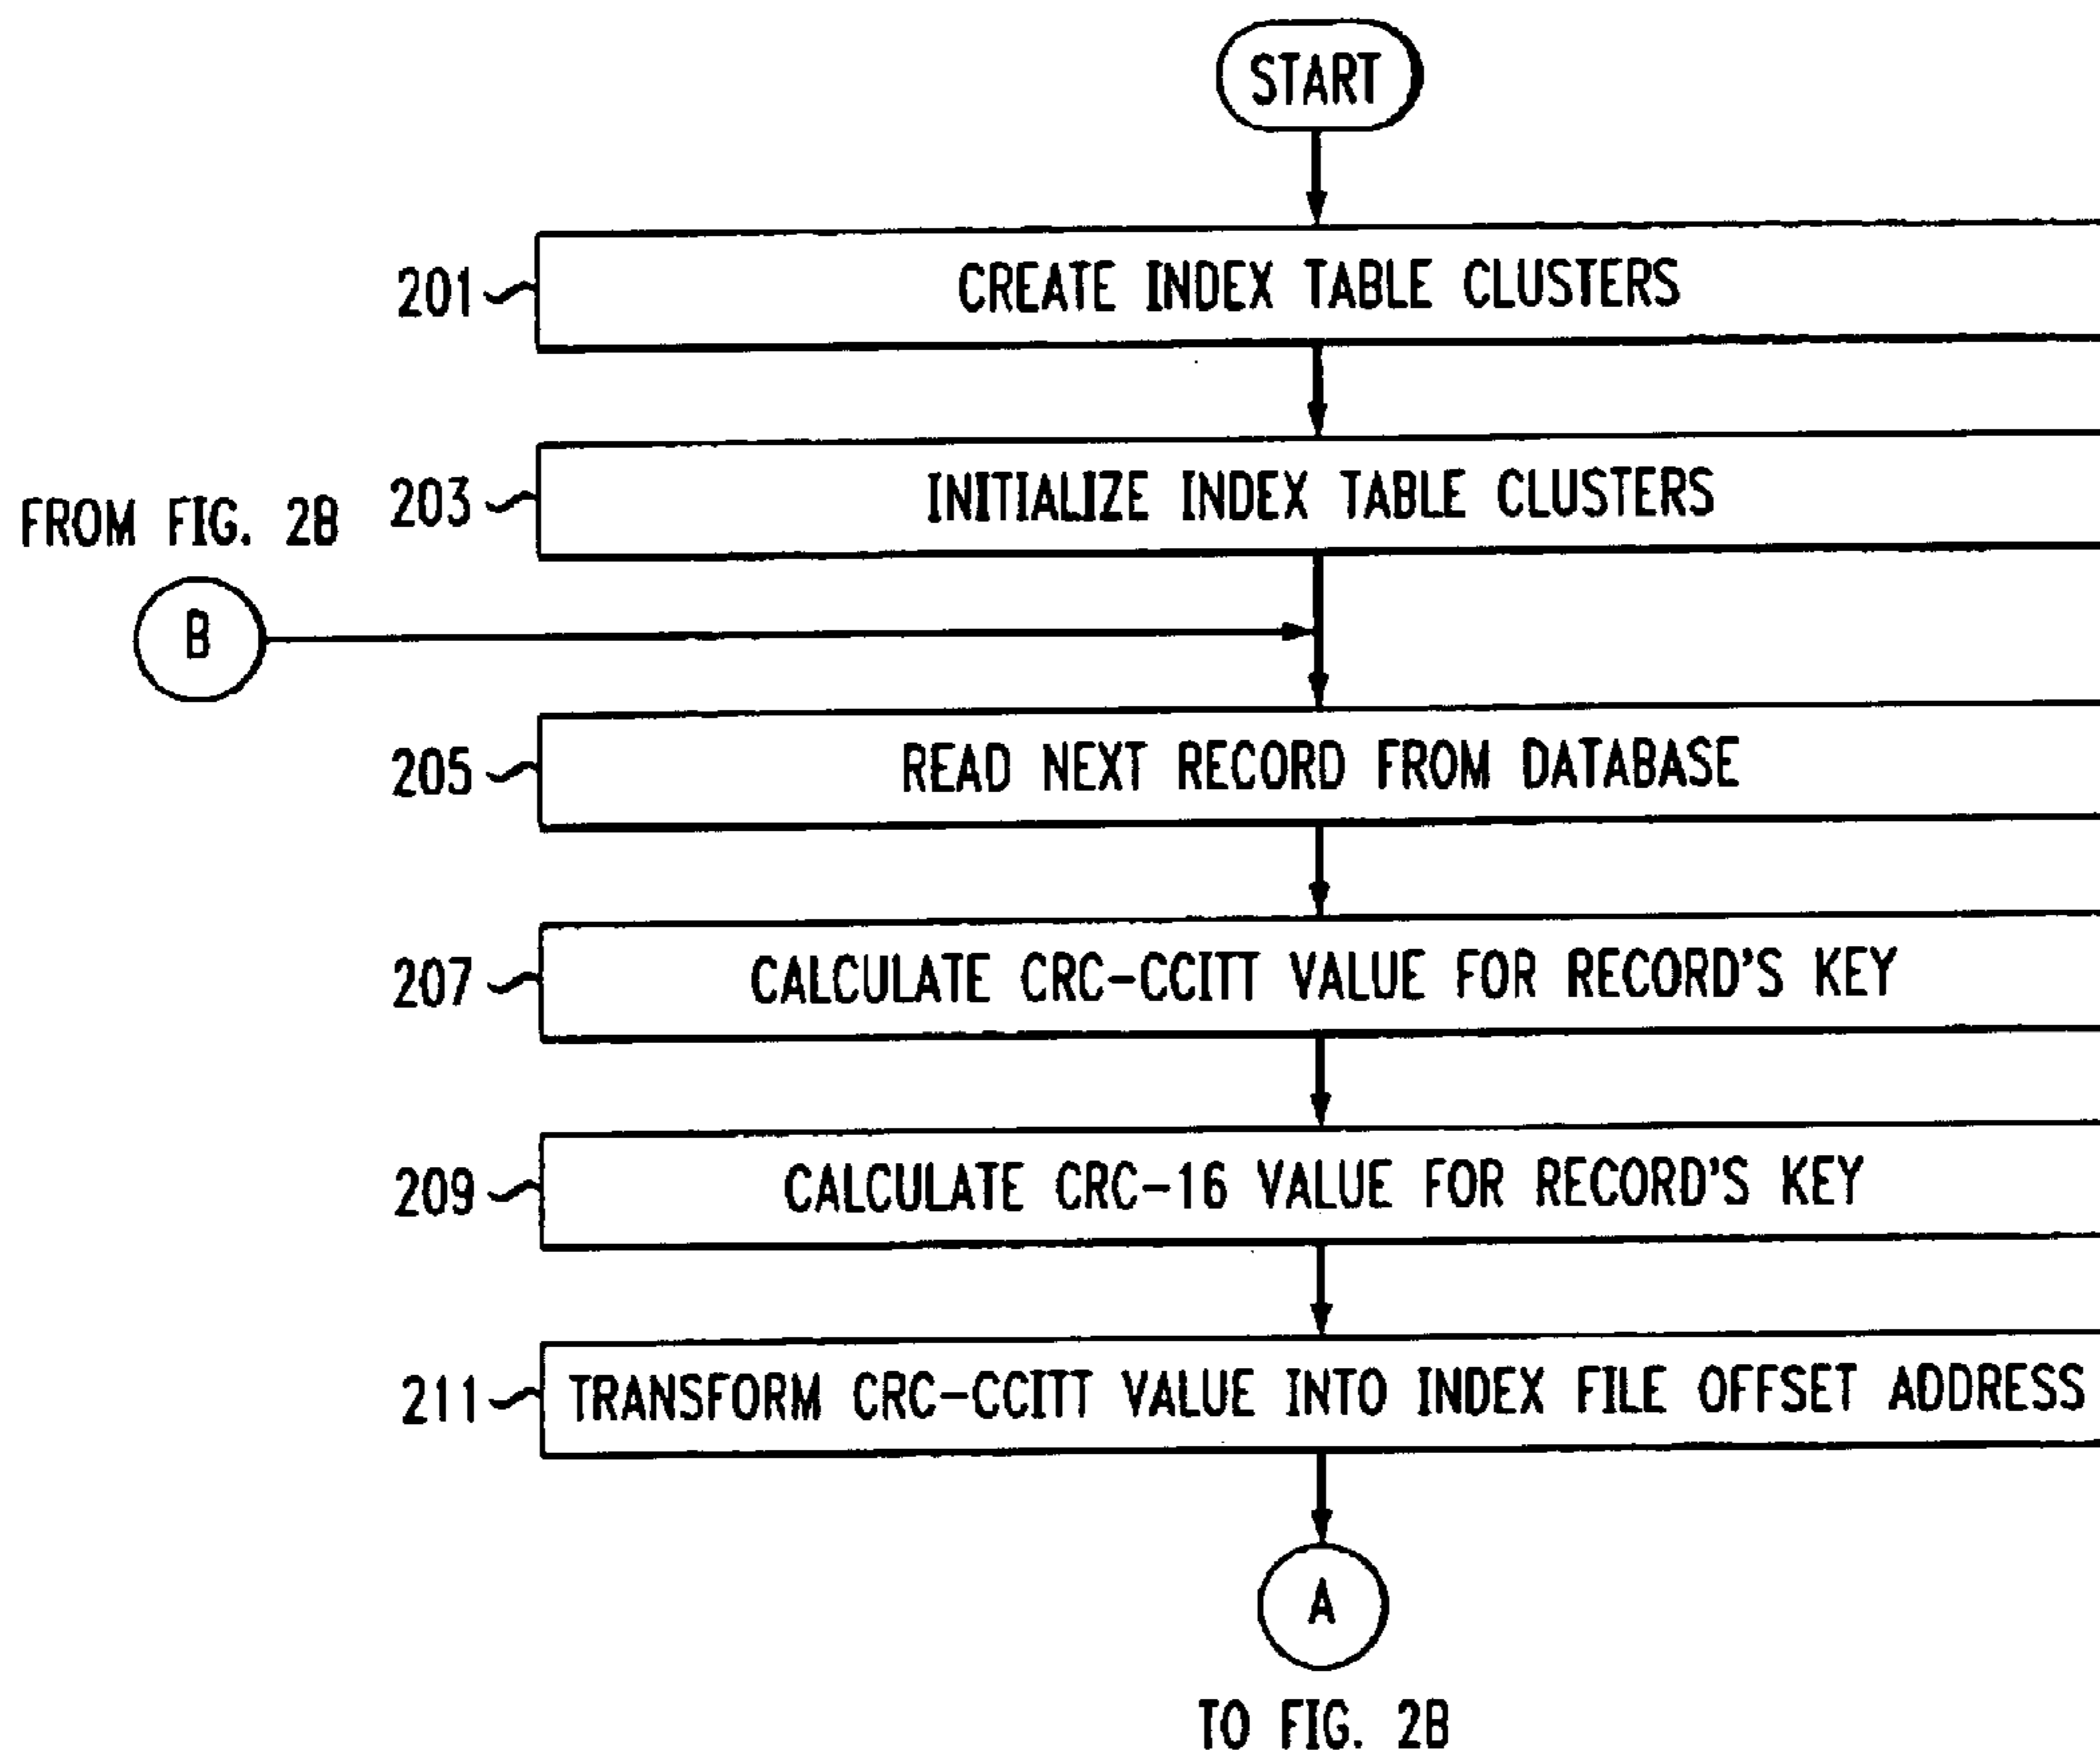 START
201
CREATE INDEX TABLE CLUSTERS
203
INITIALIZE INDEX TABLE CLUSTERS
FROM FIG. 2B
B
205
READ NEXT RECORD FROM DATABASE
207
CALCULATE CRC-CCITT VALUE FOR RECORD'S KEY
209
CALCULATE CRC-16 VALUE FOR RECORD'S KEY
211
TRANSFORM CRC-CCITT VALUE INTO INDEX FILE OFFSET ADDRESS
A
TO FIG. 2B